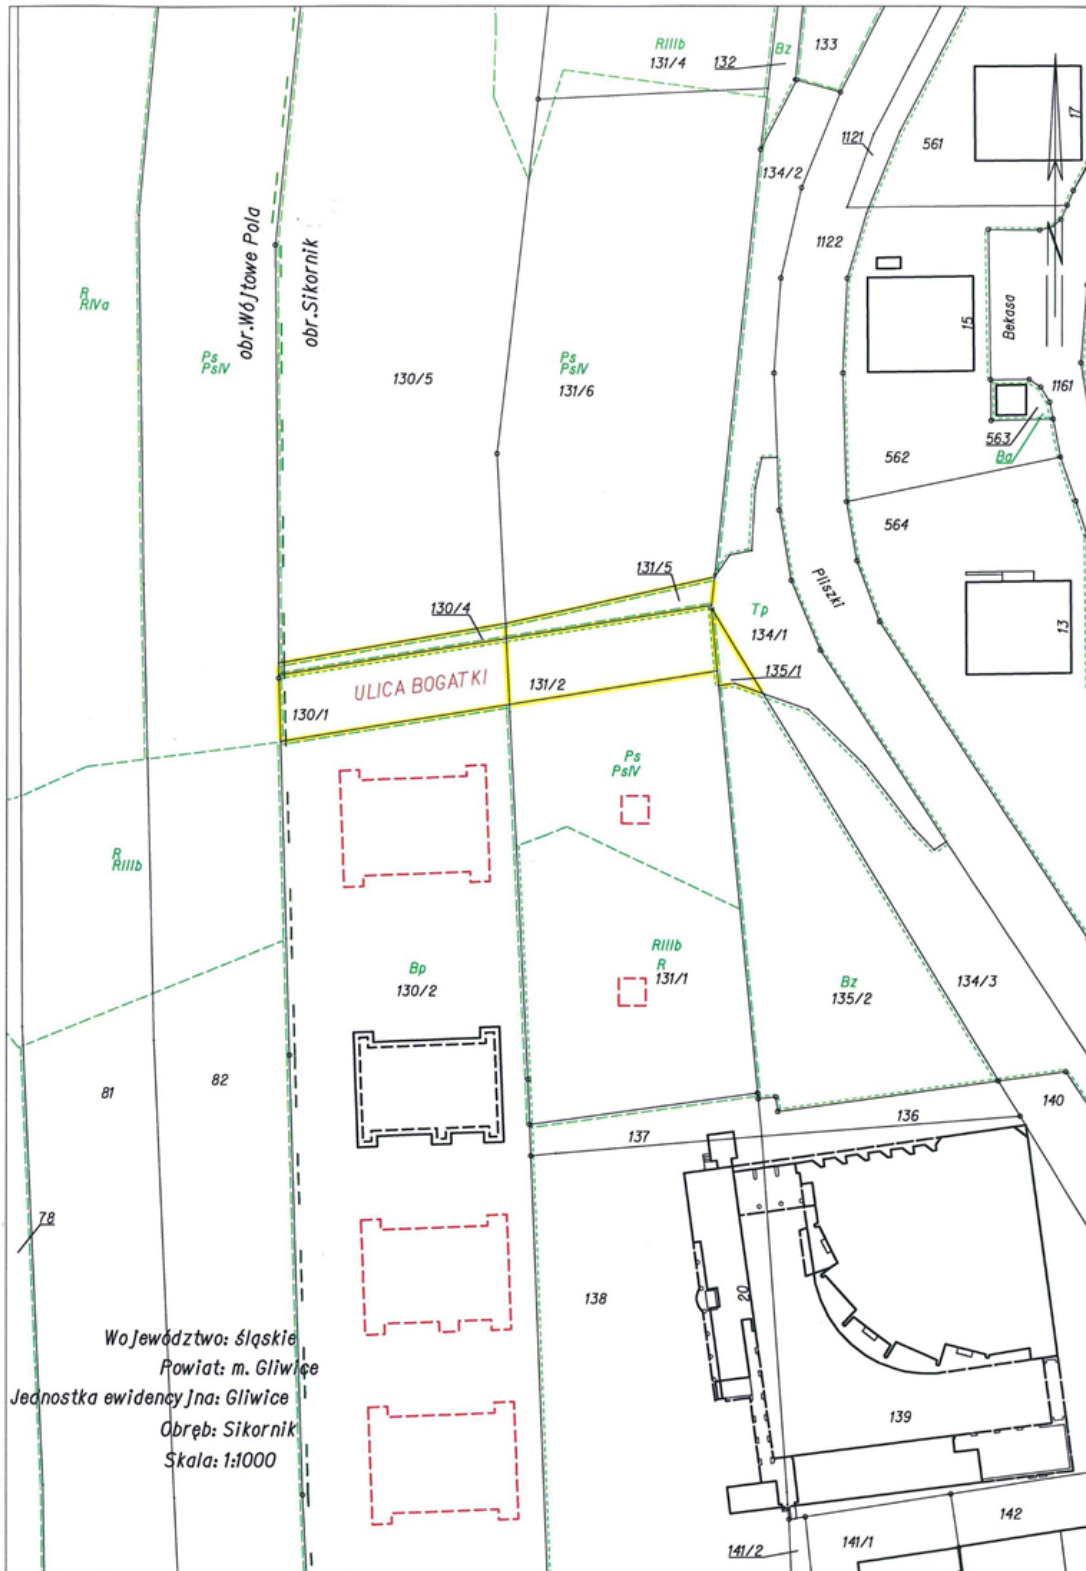 RIIIb
131/4
132
Bz
133
17
1121
561
134/2
obr.Wójtowe Pola
obr.Sikornik
1122
R
RIVa
15
Bekasa
Ps
PsIV
130/5
Ps
PsIV
131/6
1161
563
Ba
562
564
Pliszki
131/5
130/4
Tp
134/1
13
ULICA BOGATKI
131/2
135/1
130/1
Ps
PsIV
R
RIIIb
Bp
130/2
RIIIb
R
131/1
Bz
135/2
134/3
81
82
140
136
137
78
20
138
Województwo: śląskie
Powiat: m. Gliwice
Jednostka ewidencyjna: Gliwice
Obręb: Sikornik
Skala: 1:1000
139
142
141/1
141/2